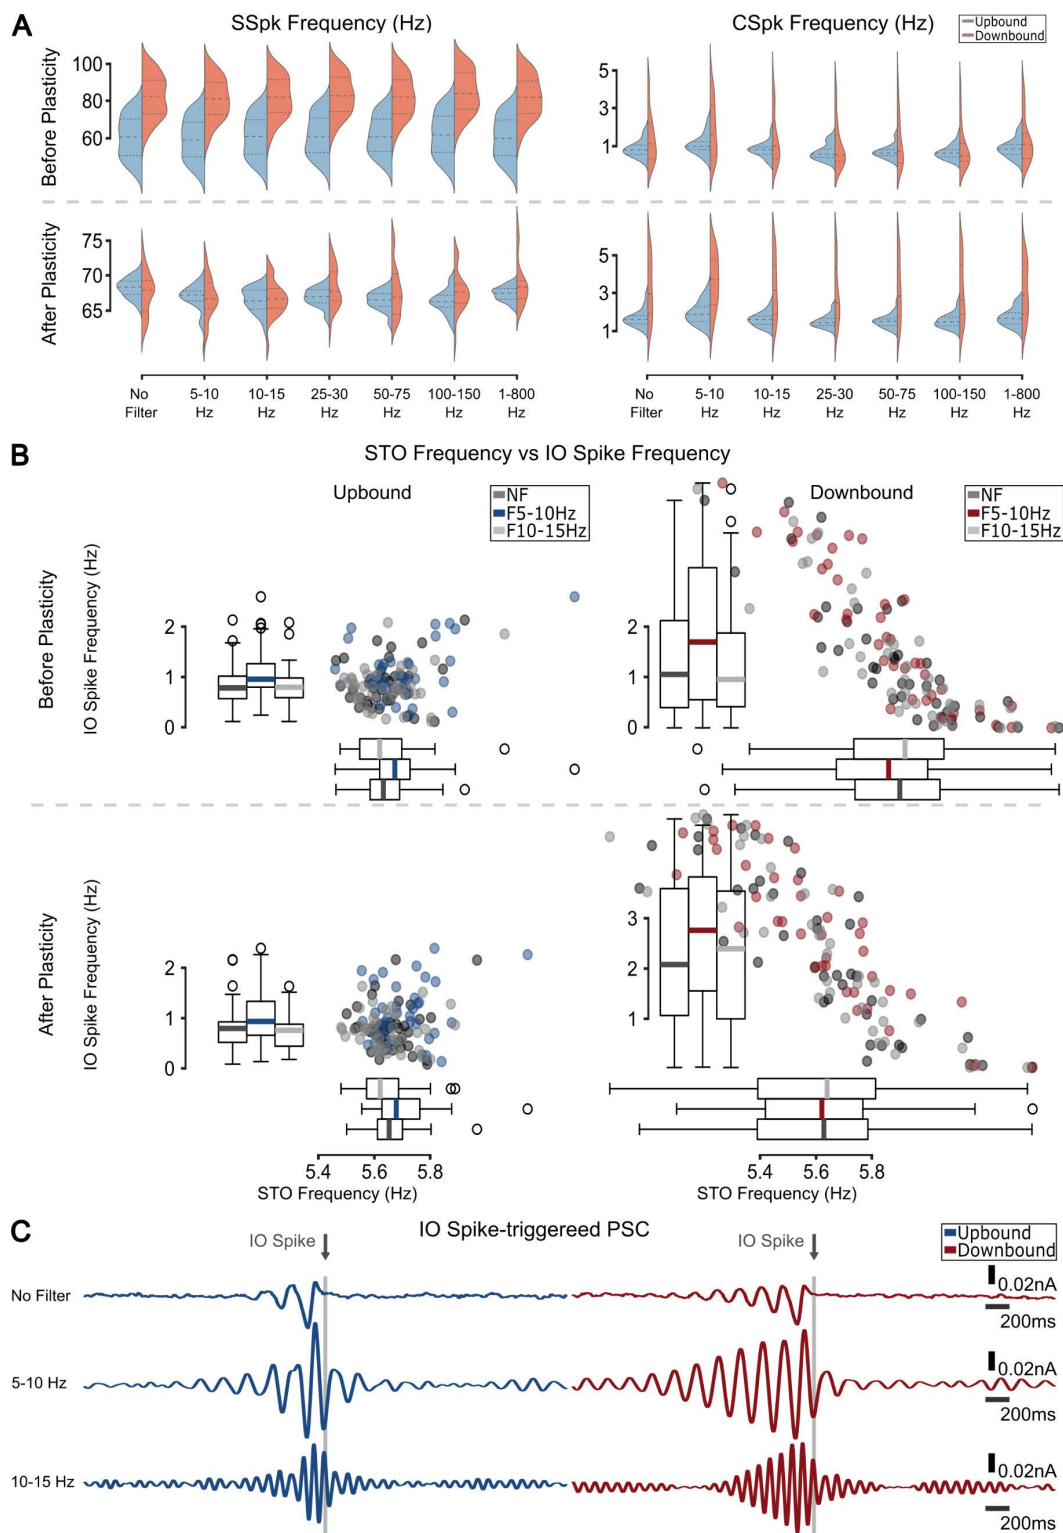 A
SSpk Frequency (Hz)
CSpk Frequency (Hz)
Upbound
Downbound
Before Plasticity
100
80
60
5
3
1
After Plasticity
75
70
65
5
3
1
No Filter
5-10 Hz
10-15 Hz
25-30 Hz
50-75 Hz
100-150 Hz
1-800 Hz
No Filter
5-10 Hz
10-15 Hz
25-30 Hz
50-75 Hz
100-150 Hz
1-800 Hz
B
STO Frequency vs IO Spike Frequency
Upbound
NF
F5-10Hz
F10-15Hz
Downbound
NF
F5-10Hz
F10-15Hz
Before Plasticity
IO Spike Frequency (Hz)
2
1
0
2
1
0
After Plasticity
IO Spike Frequency (Hz)
2
1
0
3
2
1
5.4 5.6 5.8
STO Frequency (Hz)
5.4 5.6 5.8
STO Frequency (Hz)
C
IO Spike-triggereed PSC
Upbound
Downbound
IO Spike
IO Spike
No Filter
0.02nA
200ms
5-10 Hz
0.02nA
200ms
10-15 Hz
0.02nA
200ms